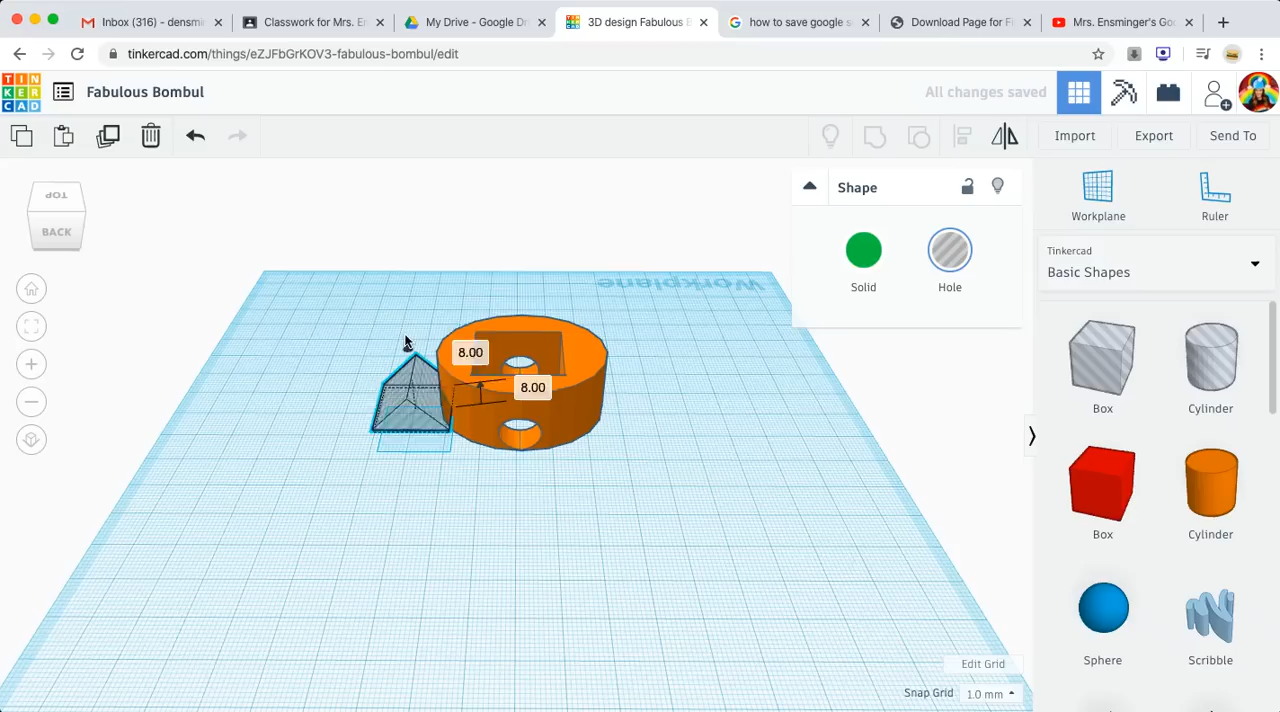 Inbox (316) - densmi
Classwork for Mrs. E
My Drive - Google Dr
3D design Fabulous B
how to save google s
Download Page for Fi
Mrs. Ensminger's Goo
tinkercad.com/things/eZJFbGrKOV3-fabulous-bombul/edit
TIN
KER
CAD
Fabulous Bombul
All changes saved
Import
Export
Send To
TOP
BACK
Shape
Solid
Hole
Workplane
Ruler
Tinkercad
Basic Shapes
Workplane
8.00
8.00
Box
Cylinder
Box
Cylinder
Sphere
Scribble
Edit Grid
Snap Grid 1.0 mm